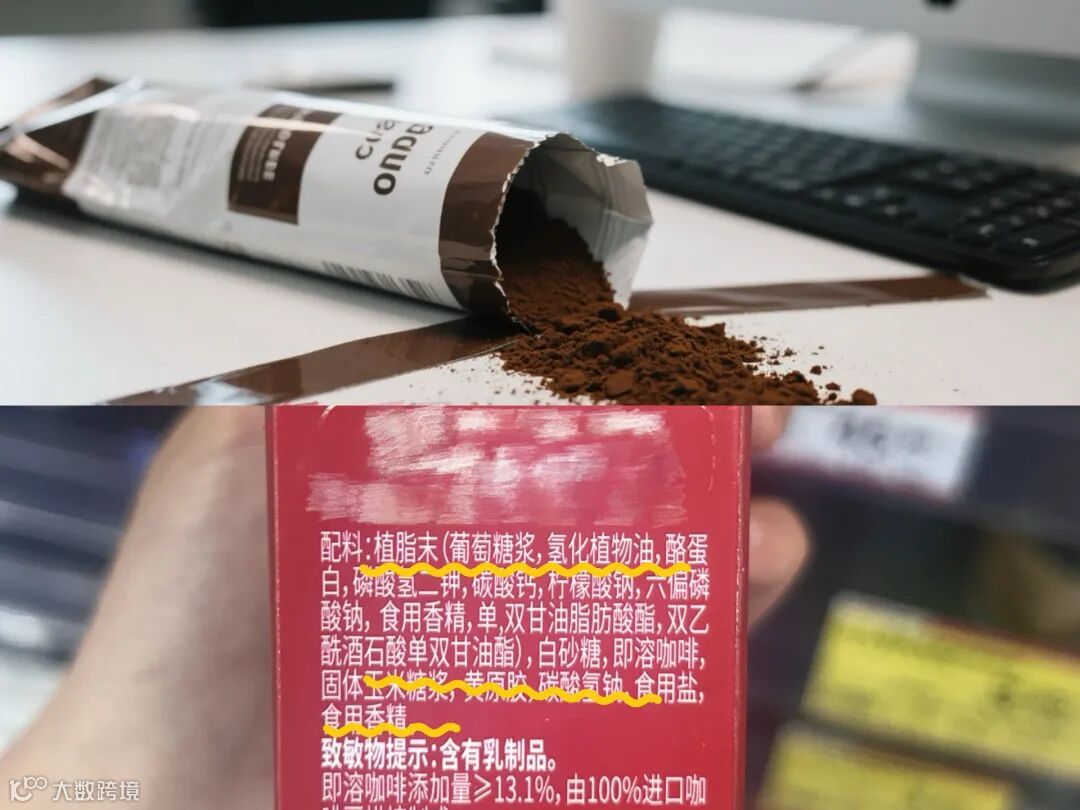 配料：植脂末（葡萄糖浆，氢化植物油，酪蛋
白，磷酸氢二钾，碳酸钙，柠檬酸钠，六偏磷
酸钠，食用香精，单，双甘油脂肪酸酯，双乙
酰酒石酸单双甘油酯），白砂糖，即溶咖啡，
固体玉米糖浆，黄原胶，碳酸氢钠，食用盐，
食用香精
致敏物提示：含有乳制品。
即溶咖啡添加量≥13.1%，由100%进口咖
大数跨境